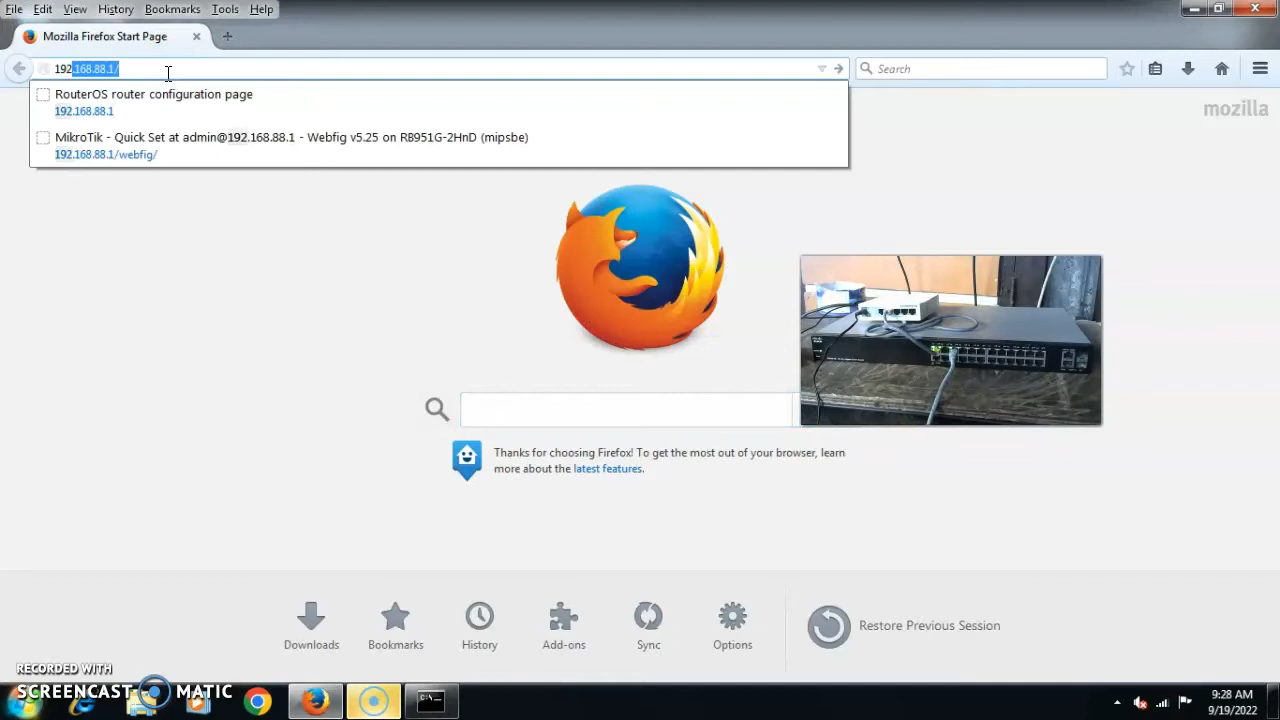 File Edit View History Bookmarks Tools Help
Mozilla Firefox Start Page
192.168.88.1/
Search
RouterOS router configuration page
192.168.88.1
MikroTik - Quick Set at admin@192.168.88.1 - Webfig v5.25 on RB951G-2HnD (mipsbe)
192.168.88.1/webfig/
mozilla
Thanks for choosing Firefox! To get the most out of your browser, learn
more about the latest features.
Downloads
Bookmarks
History
Add-ons
Sync
Options
Restore Previous Session
RECORDED WITH
SCREENCAST MATIC
C:\
9:28 AM
9/19/2022